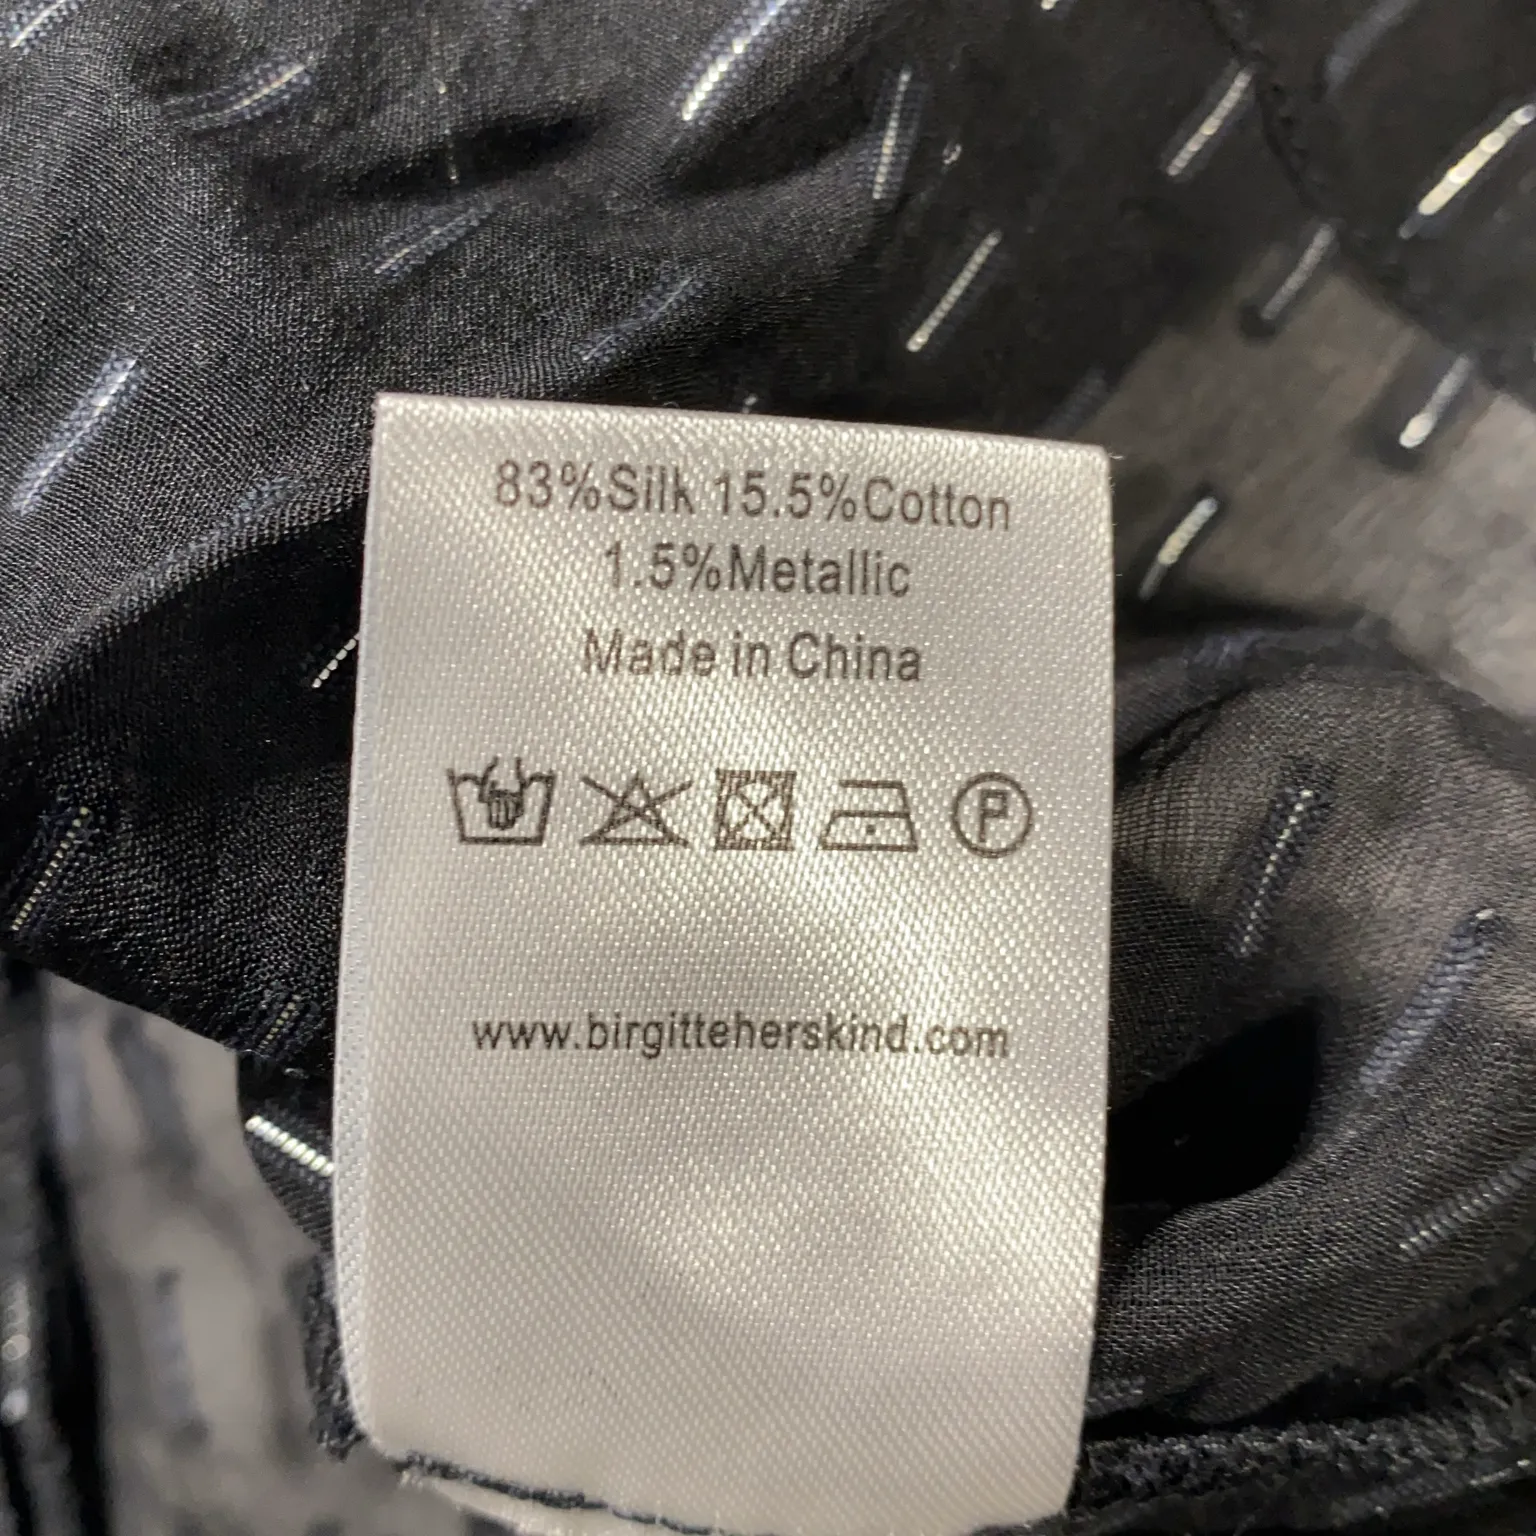 83%Silk 15.5%Cotton
1.5%Metallic
Made in China
P
www.birgitteherskind.com